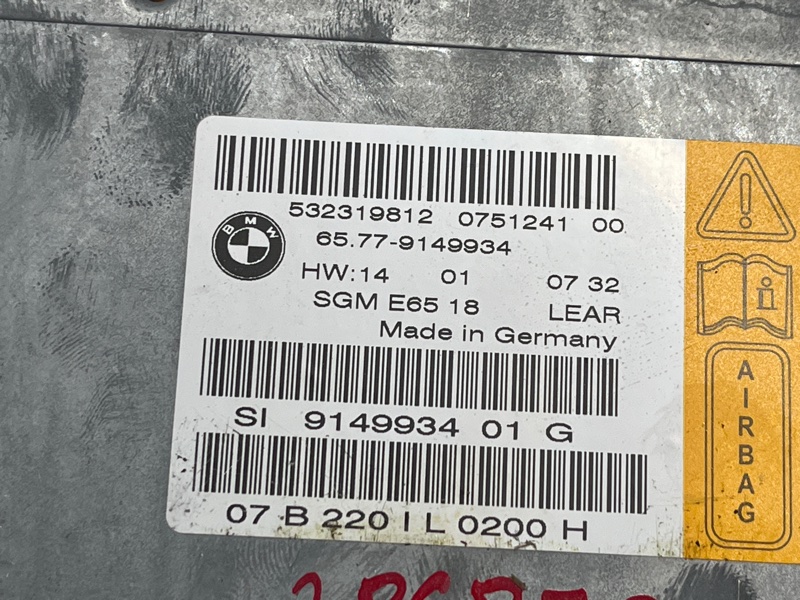 532319812 0751241 00
BMW
65.77-9149934
HW:14 01 07 32
SGM E65 18 LEAR
Made in Germany
SI 9149934 01 G
07 B 220 I L 0200 H
AIRBAG